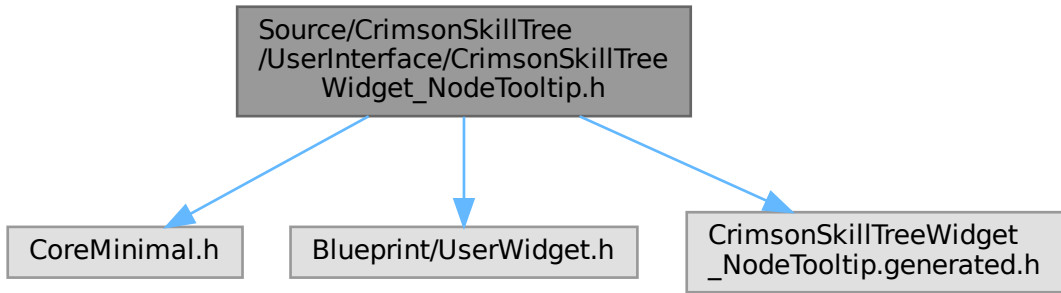 Source/CrimsonSkillTree
/UserInterface/CrimsonSkillTree
Widget_NodeTooltip.h
CoreMinimal.h
Blueprint/UserWidget.h
CrimsonSkillTreeWidget
_NodeTooltip.generated.h